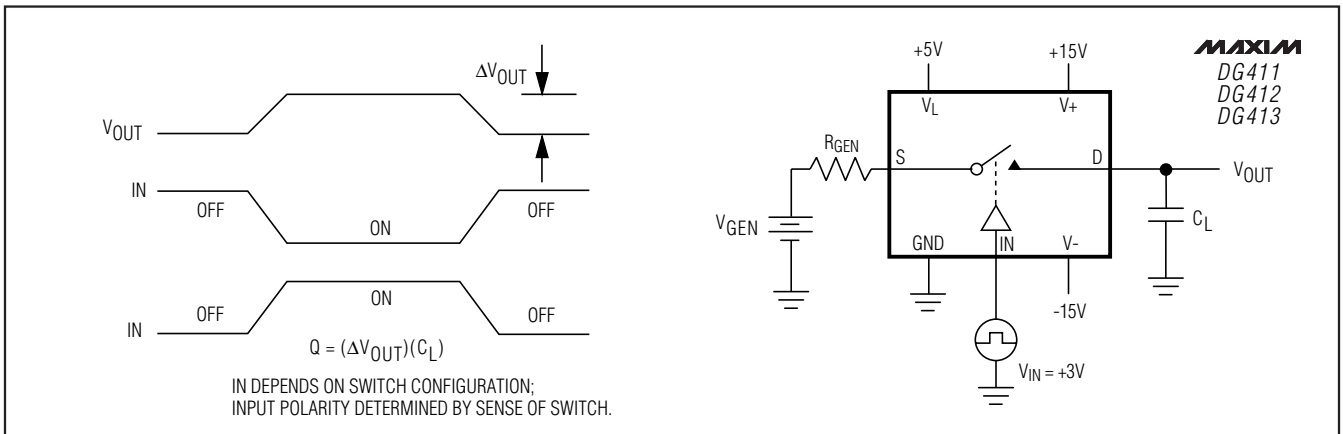 ΔVOUT
VOUT
IN
OFF
ON
OFF
IN
OFF
ON
OFF
Q = (ΔVOUT)(CL)
IN DEPENDS ON SWITCH CONFIGURATION;
INPUT POLARITY DETERMINED BY SENSE OF SWITCH.
+5V
+15V
MAXIM
DG411
DG412
DG413
VL
V+
RGEN
S
D
VOUT
VGEN
CL
GND
IN
V-
-15V
VIN = +3V